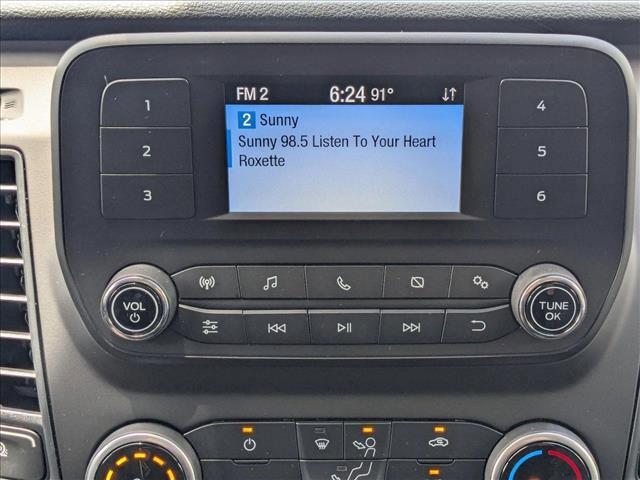 FM 2 6:24 91°
2 Sunny
Sunny 98.5 Listen To Your Heart
Roxette
1
2
3
4
5
6
VOL
TUNE
OK